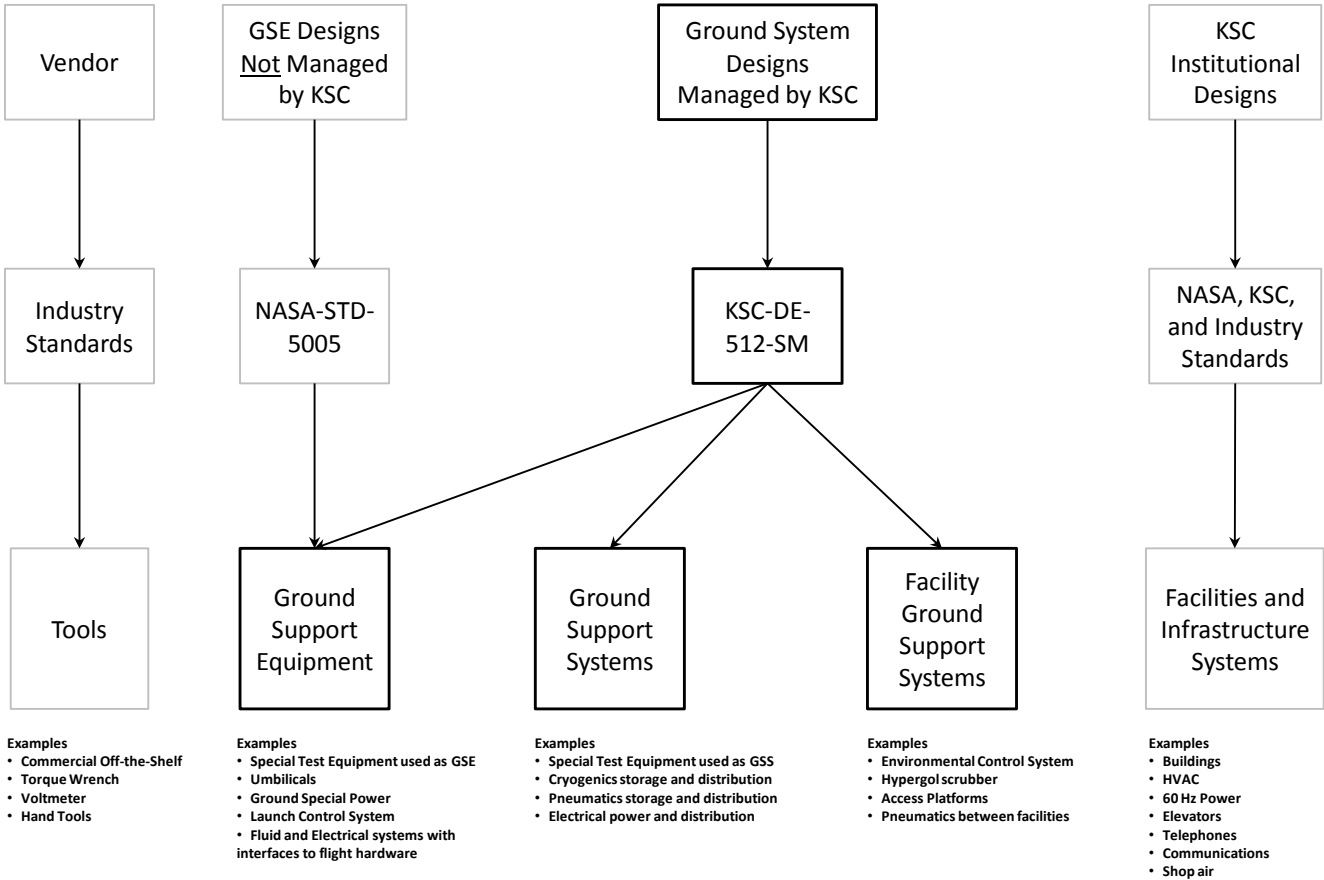 Vendor
GSE Designs
Not Managed
by KSC
Ground System
Designs
Managed by KSC
KSC
Institutional
Designs
Industry
Standards
NASA-STD-
5005
KSC-DE-
512-SM
NASA, KSC,
and Industry
Standards
Tools
Ground
Support
Equipment
Ground
Support
Systems
Facility
Ground
Support
Systems
Facilities and
Infrastructure
Systems
Examples
• Commercial Off-the-Shelf
• Torque Wrench
• Voltmeter
• Hand Tools
Examples
• Special Test Equipment used as GSE
• Umbilicals
• Ground Special Power
• Launch Control System
• Fluid and Electrical systems with
interfaces to flight hardware
Examples
• Special Test Equipment used as GSS
• Cryogenics storage and distribution
• Pneumatics storage and distribution
• Electrical power and distribution
Examples
• Environmental Control System
• Hypergol scrubber
• Access Platforms
• Pneumatics between facilities
Examples
• Buildings
• HVAC
• 60 Hz Power
• Elevators
• Telephones
• Communications
• Shop air